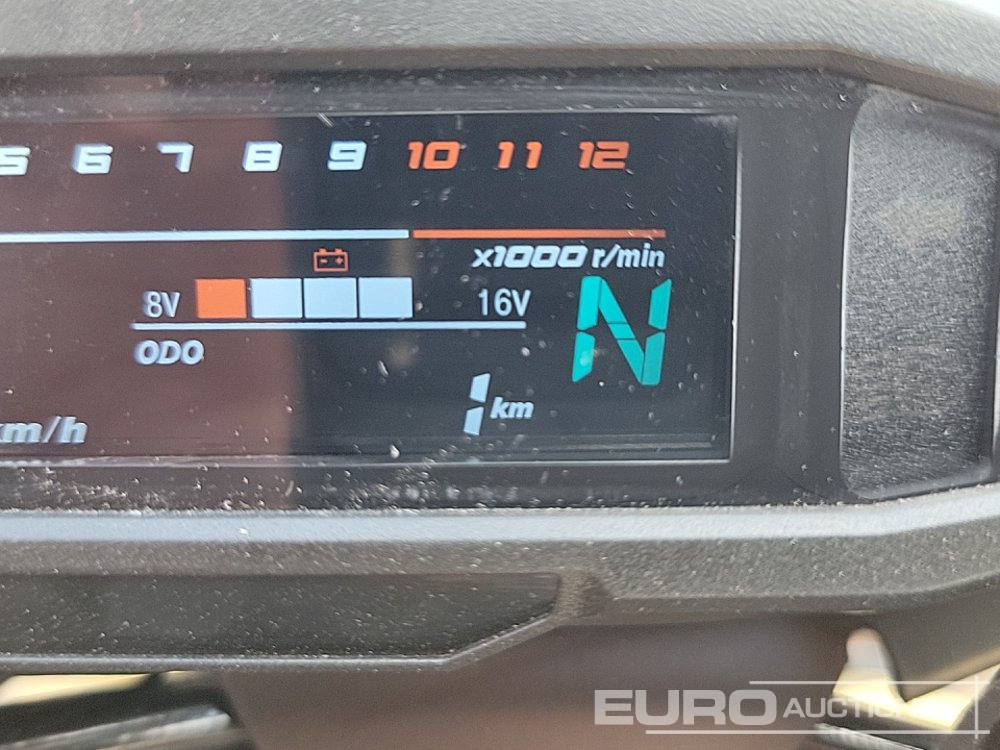 5 6 7 8 9 10 11 12
x1000 r/min
8V 16V
N
ODO
1 km
km/h
EURO AUCTIONS